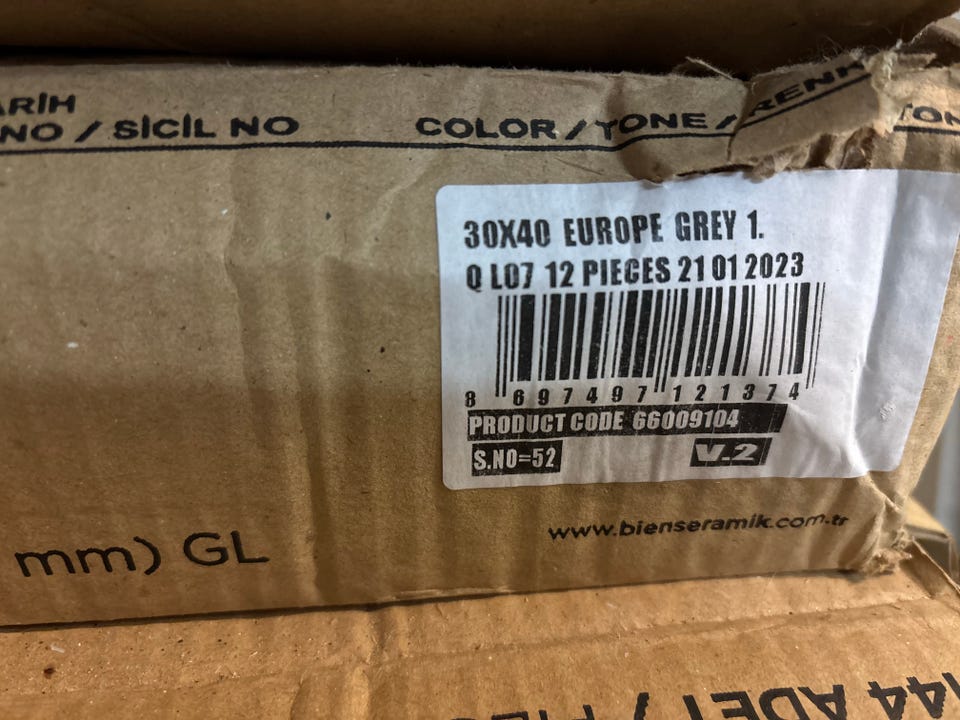 ARİH
NO / SİCİL NO
COLOR / TONE / RENK TON
30X40 EUROPE GREY 1.
Q L07 12 PIECES 21 01 2023
8 697497 121374
PRODUCT CODE 66009104
S.NO=52
V.2
www.bienseramik.com.tr
mm) GL
144 ADET /